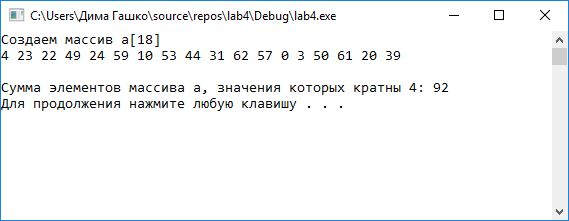 C:\Users\Дима Гашко\source\repos\lab4\Debug\lab4.exe
Создаем массив a[18]
4 23 22 49 24 59 10 53 44 31 62 57 0 3 50 61 20 39
Сумма элементов массива a, значения которых кратны 4: 92
Для продолжения нажмите любую клавишу . . .